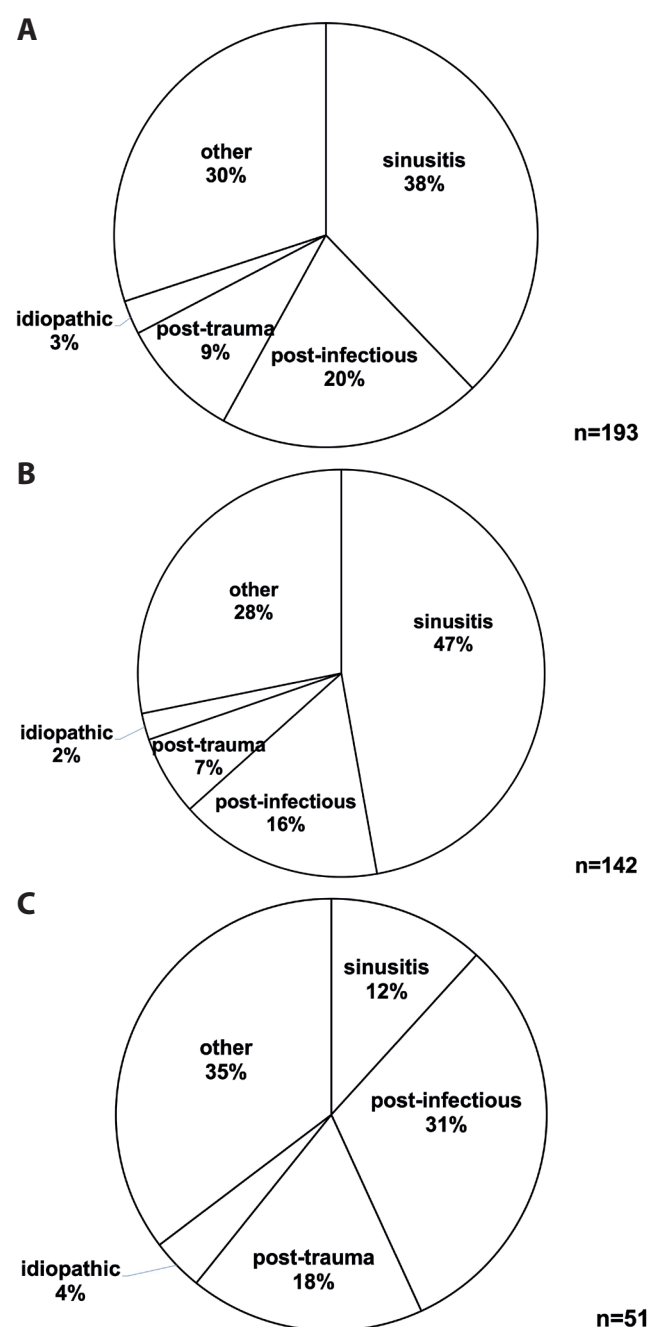 A
other
30%
sinusitis
38%
idiopathic
3%
post-trauma
9%
post-infectious
20%
n=193
B
other
28%
sinusitis
47%
idiopathic
2%
post-trauma
7%
post-infectious
16%
n=142
C
sinusitis
12%
other
35%
post-infectious
31%
idiopathic
4%
post-trauma
18%
n=51